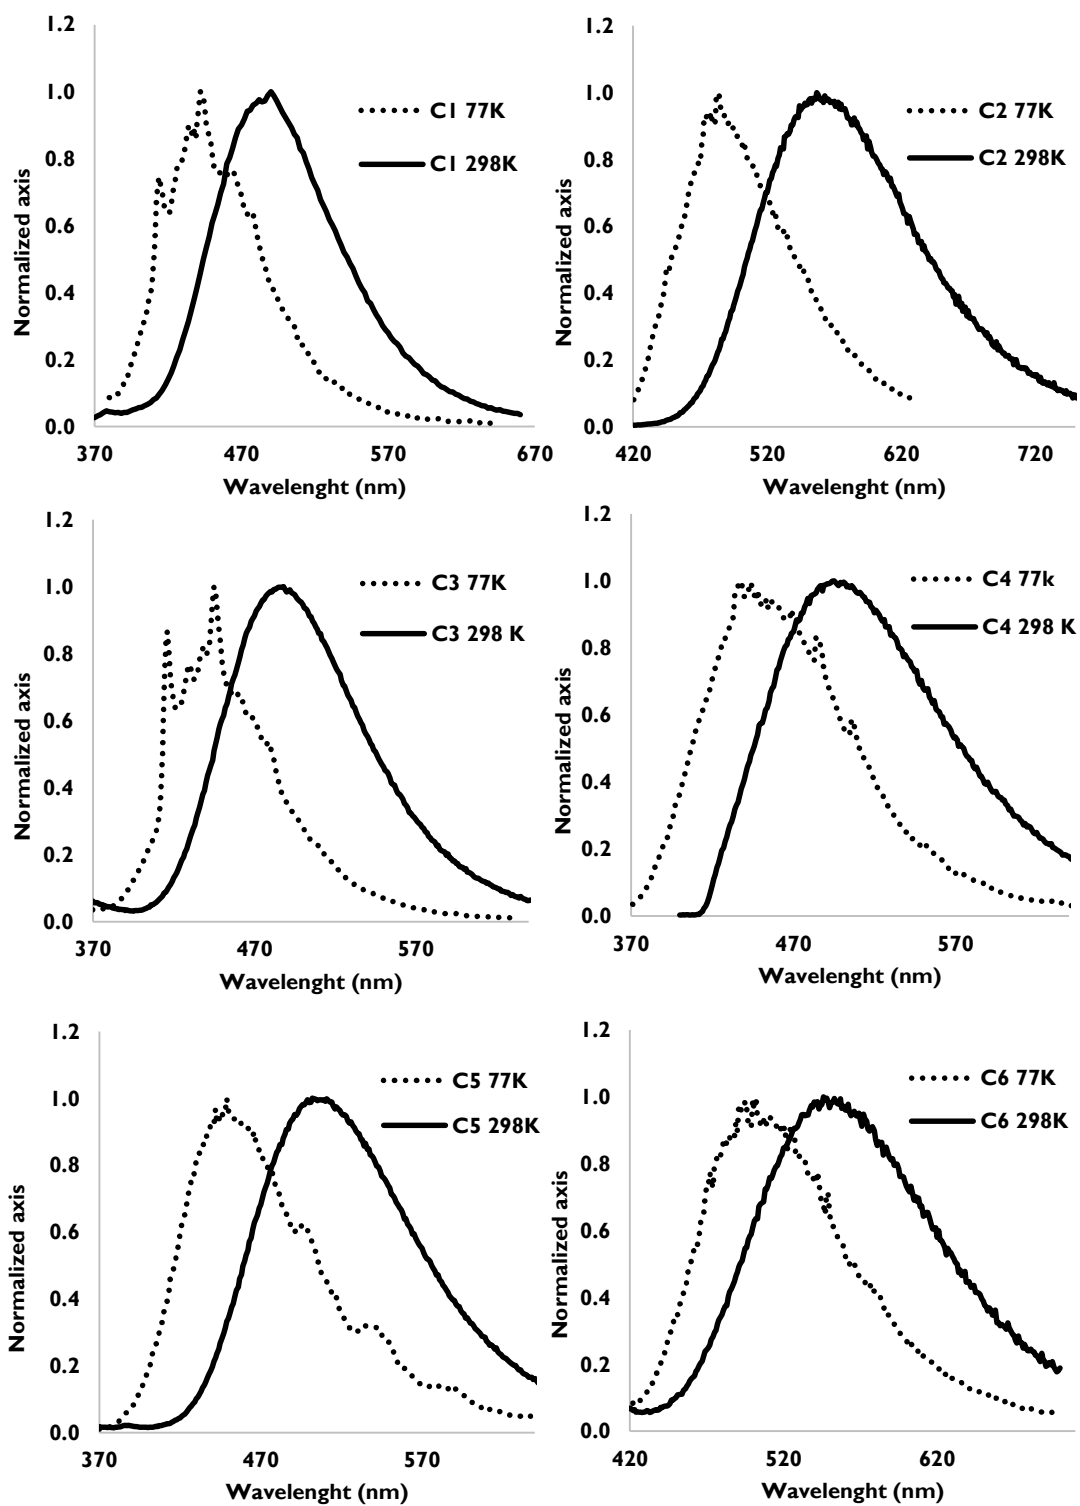 1.2
1.0
0.8
0.6
0.4
0.2
0.0
Normalized axis
C1 77K
C1 298K
370 470 570 670
Wavelenght (nm)
1.2
1.0
0.8
0.6
0.4
0.2
0.0
Normalized axis
C2 77K
C2 298K
420 520 620 720
Wavelenght (nm)
1.2
1.0
0.8
0.6
0.4
0.2
0.0
Normalized axis
C3 77K
C3 298 K
370 470 570
Wavelenght (nm)
1.2
1.0
0.8
0.6
0.4
0.2
0.0
Normalized axis
C4 77k
C4 298 K
370 470 570
Wavelenght (nm)
1.2
1.0
0.8
0.6
0.4
0.2
0.0
Normalized axis
C5 77K
C5 298K
370 470 570
Wavelenght (nm)
1.2
1.0
0.8
0.6
0.4
0.2
0.0
Normalized axis
C6 77K
C6 298K
420 520 620
Wavelenght (nm)